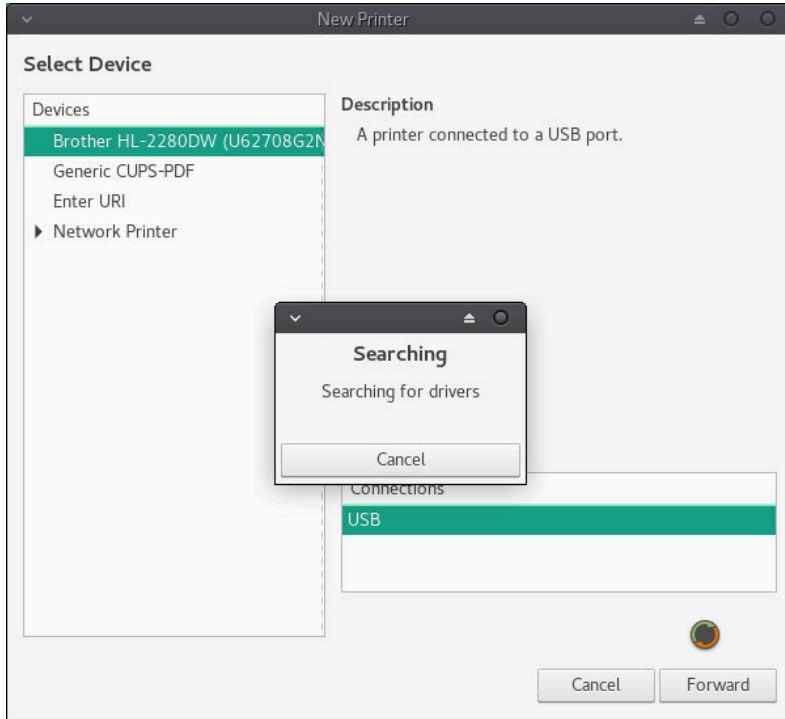 New Printer
Select Device
Devices
Brother HL-2280DW (U62708G2N
Generic CUPS-PDF
Enter URI
Network Printer
Description
A printer connected to a USB port.
Searching
Searching for drivers
Cancel
Connections
USB
Cancel
Forward